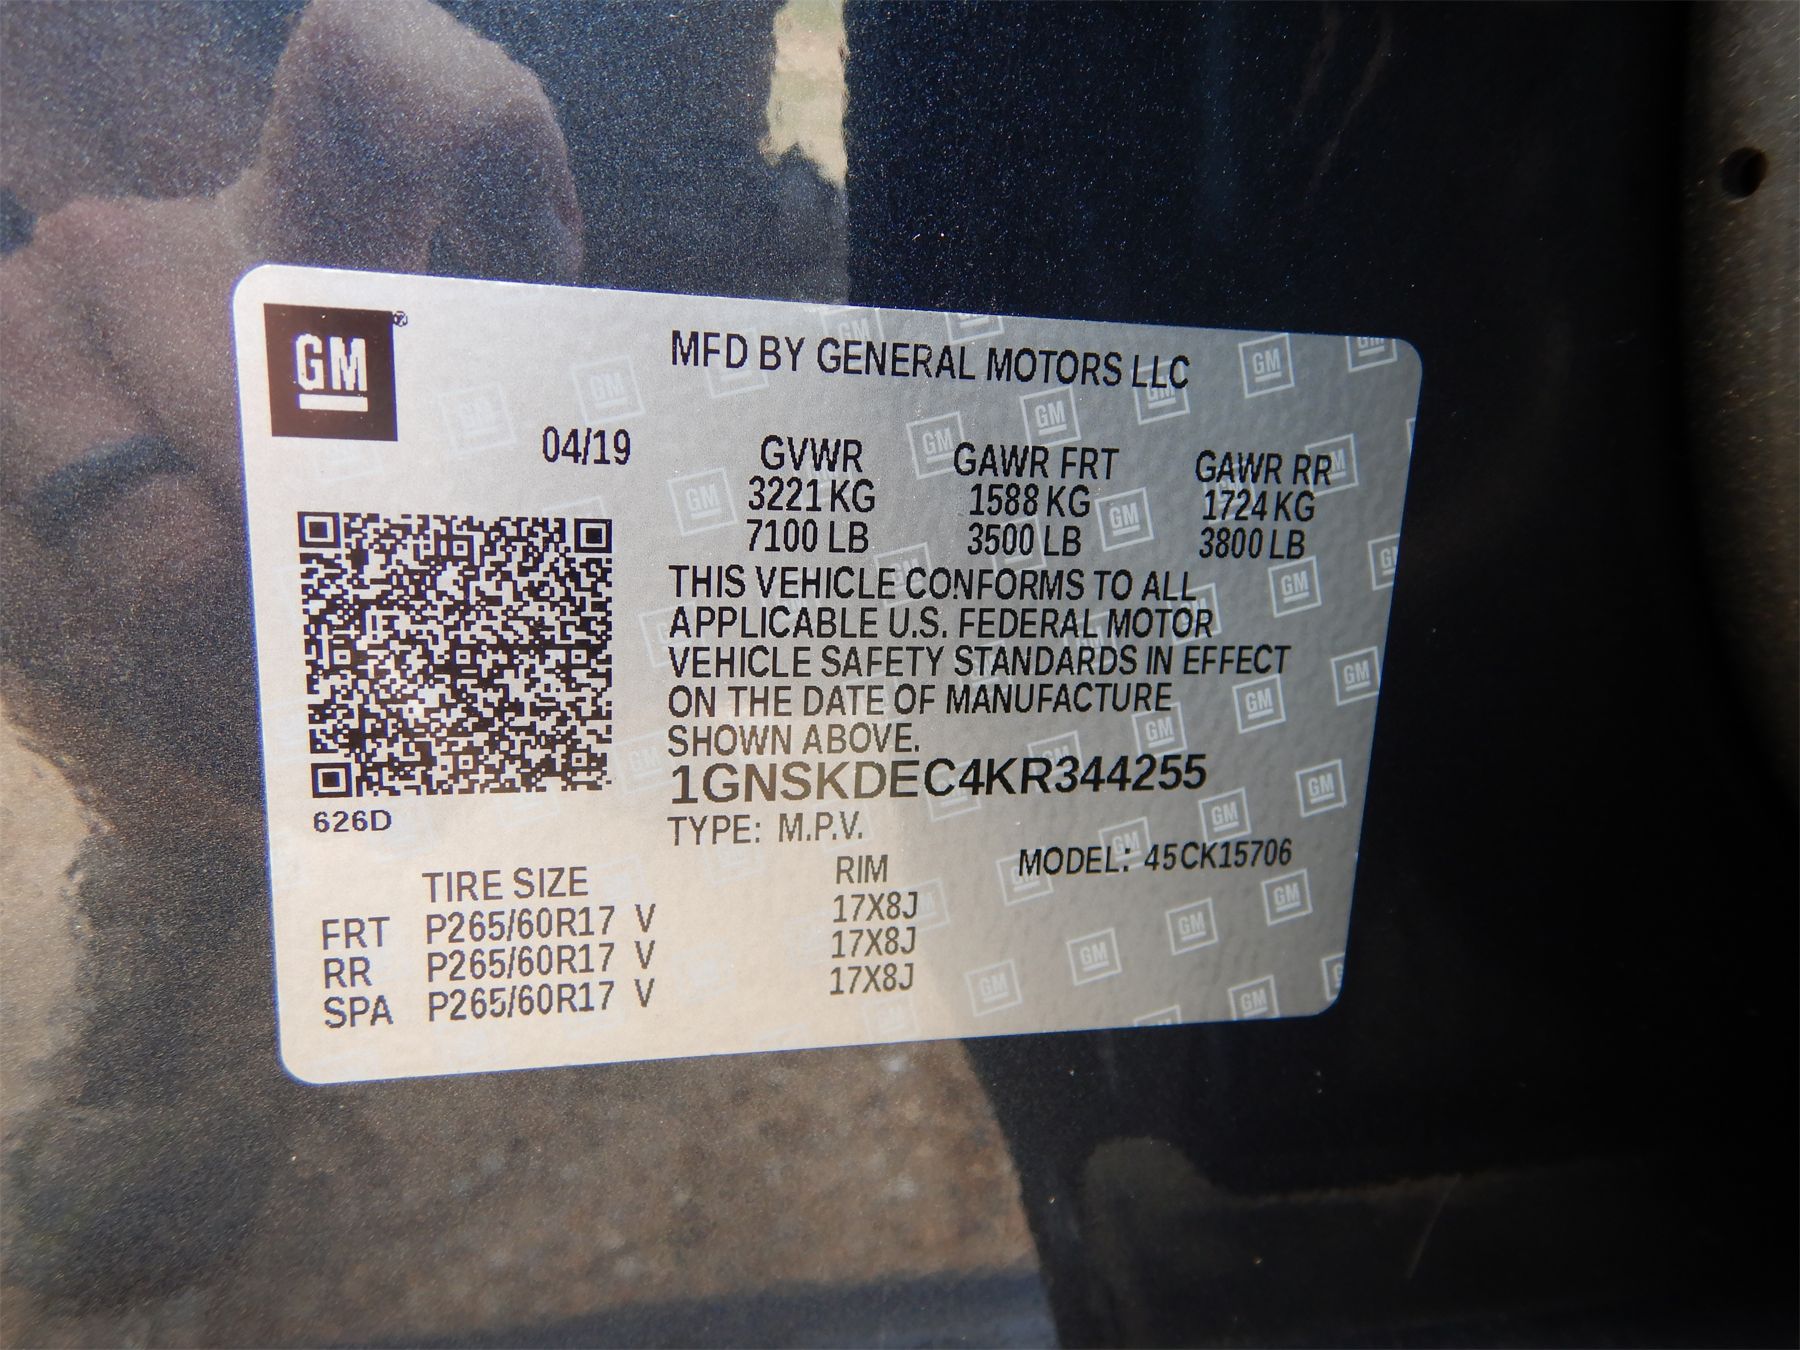 GM®
MFD BY GENERAL MOTORS LLC
04/19
GVWR GAWR FRT GAWR RR
3221 KG 1588 KG 1724 KG
7100 LB 3500 LB 3800 LB
THIS VEHICLE CONFORMS TO ALL
APPLICABLE U.S. FEDERAL MOTOR
VEHICLE SAFETY STANDARDS IN EFFECT
ON THE DATE OF MANUFACTURE
SHOWN ABOVE.
1GNSKDEC4KR344255
626D
TYPE: M.P.V.
MODEL: 45CK15706
TIRE SIZE RIM
FRT P265/60R17 V 17X8J
RR P265/60R17 V 17X8J
SPA P265/60R17 V 17X8J